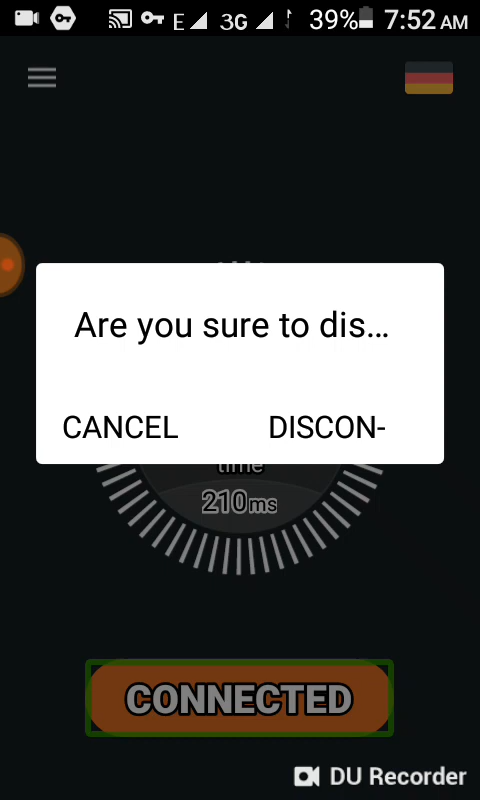 E 3G 39% 7:52 AM
Are you sure to dis...
CANCEL DISCON-
time
210ms
CONNECTED
DU Recorder